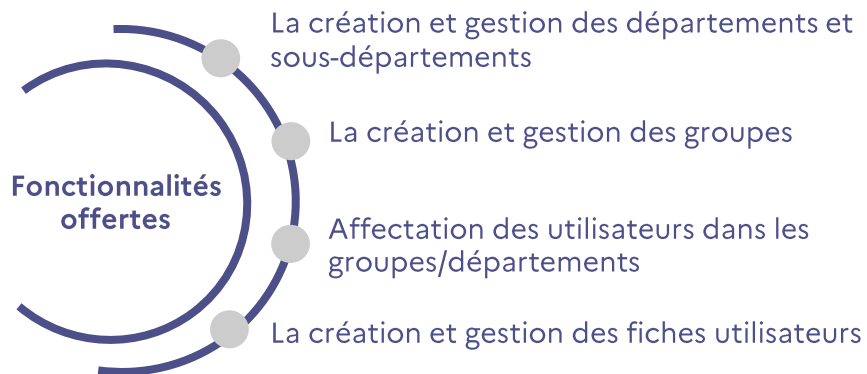 Fonctionnalités
offertes
La création et gestion des départements et
sous-départements
La création et gestion des groupes
Affectation des utilisateurs dans les
groupes/départements
La création et gestion des fiches utilisateurs